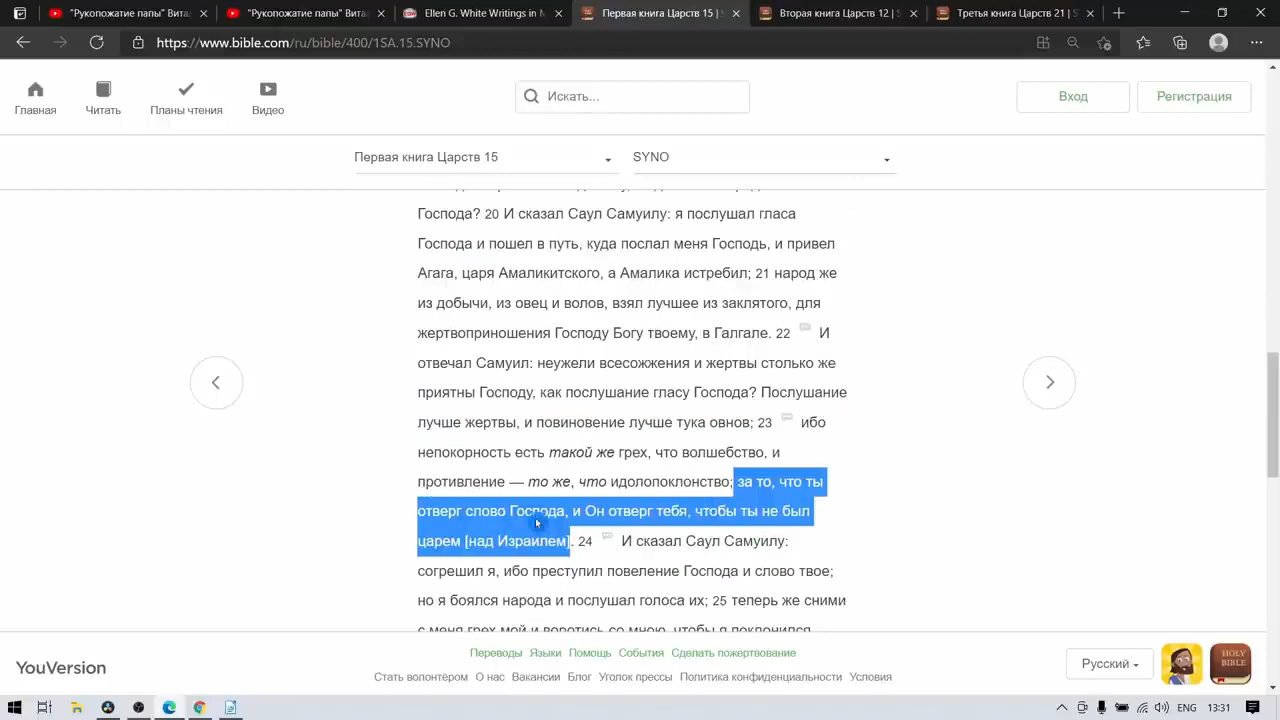 "Рукопожатие папы" Вита
"Рукопожатие папы" Вита
Ellen G. White Writings in M
Первая книга Царств 15 | S
Вторая книга Царств 12 | S
Третья книга Царств 21 | S
https://www.bible.com/ru/bible/400/1SA.15.SYNO
Главная
Читать
Планы чтения
Видео
Искать...
Вход
Регистрация
Первая книга Царств 15
SYNO
Господа? 20 И сказал Саул Самуилу: я послушал гласа
Господа и пошел в путь, куда послал меня Господь, и привел
Агага, царя Амаликитского, а Амалика истребил; 21 народ же
из добычи, из овец и волов, взял лучшее из заклятого, для
жертвоприношения Господу Богу твоему, в Галгале. 22 И
отвечал Самуил: неужели всесожжения и жертвы столько же
приятны Господу, как послушание гласу Господа? Послушание
лучше жертвы, и повиновение лучше тука овнов; 23 ибо
непокорность есть такой же грех, что волшебство, и
противление — то же, что идолопоклонство; за то, что ты
отверг слово Господа, и Он отверг тебя, чтобы ты не был
царем [над Израилем]. 24 И сказал Саул Самуилу:
согрешил я, ибо преступил повеление Господа и слово твое;
но я боялся народа и послушал голоса их; 25 теперь же сними
с меня грех мой и воротись со мною, чтобы я поклонился
YouVersion
Переводы Языки Помощь События Сделать пожертвование
Стать волонтёром О нас Вакансии Блог Уголок прессы Политика конфиденциальности Условия
Русский
HOLY
BIBLE
ENG 13:31